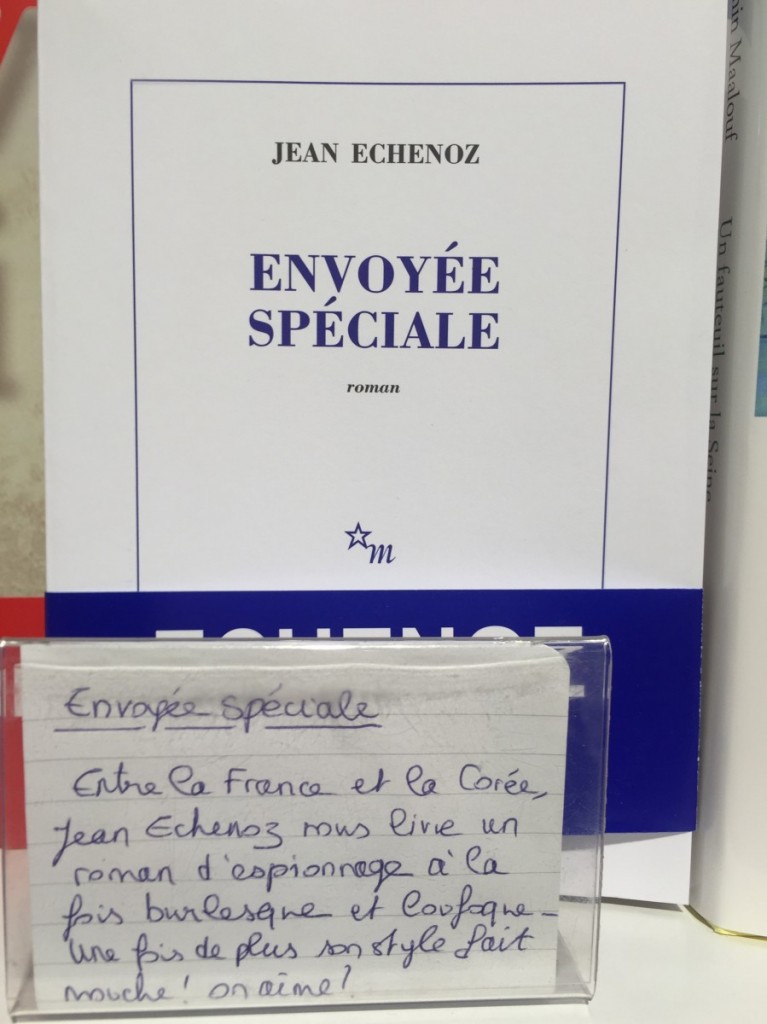 JEAN ECHENOZ
ENVOYÉE
SPÉCIALE
roman
m
ECHENOZ
Envoyée spéciale
Entre la France et la Corée,
Jean Echenoz nous livre un
roman d'espionnage à la
fois burlesque et loufoque -
Une fois de plus son style fait
mouche! on aime!
Maalouf
Un fauteuil sur la Seine